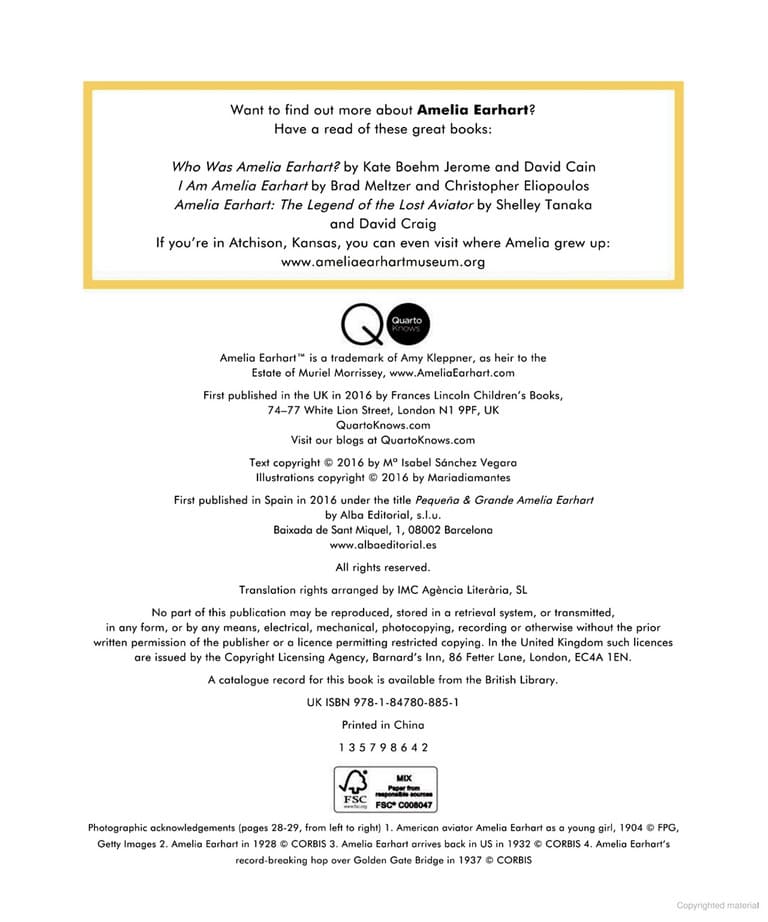 Want to find out more about Amelia Earhart?
Have a read of these great books:
Who Was Amelia Earhart? by Kate Boehm Jerome and David Cain
I Am Amelia Earhart by Brad Meltzer and Christopher Eliopoulos
Amelia Earhart: The Legend of the Lost Aviator by Shelley Tanaka
and David Craig
If you're in Atchison, Kansas, you can even visit where Amelia grew up:
www.ameliaearhartmuseum.org
Quarto
Knows
Amelia Earhart™ is a trademark of Amy Kleppner, as heir to the
Estate of Muriel Morrissey, www.AmeliaEarhart.com
First published in the UK in 2016 by Frances Lincoln Children's Books,
74–77 White Lion Street, London N1 9PF, UK
QuartoKnows.com
Visit our blogs at QuartoKnows.com
Text copyright © 2016 by Mº Isabel Sánchez Vegara
Illustrations copyright © 2016 by Mariadiamantes
First published in Spain in 2016 under the title Pequeña & Grande Amelia Earhart
by Alba Editorial, s.l.u.
Baixada de Sant Miquel, 1, 08002 Barcelona
www.albaeditorial.es
All rights reserved.
Translation rights arranged by IMC Agència Literària, SL
No part of this publication may be reproduced, stored in a retrieval system, or transmitted,
in any form, or by any means, electrical, mechanical, photocopying, recording or otherwise without the prior
written permission of the publisher or a licence permitting restricted copying. In the United Kingdom such licences
are issued by the Copyright Licensing Agency, Barnard's Inn, 86 Fetter Lane, London, EC4A 1EN.
A catalogue record for this book is available from the British Library.
UK ISBN 978-1-84780-885-1
Printed in China
1 3 5 7 9 8 6 4 2
MIX
Paper from
responsible sources
FSC
www.fsc.org
FSC® C008047
Photographic acknowledgements (pages 28-29, from left to right) 1. American aviator Amelia Earhart as a young girl, 1904 © FPG,
Getty Images 2. Amelia Earhart in 1928 © CORBIS 3. Amelia Earhart arrives back in US in 1932 © CORBIS 4. Amelia Earhart's
record-breaking hop over Golden Gate Bridge in 1937 © CORBIS
Copyrighted material